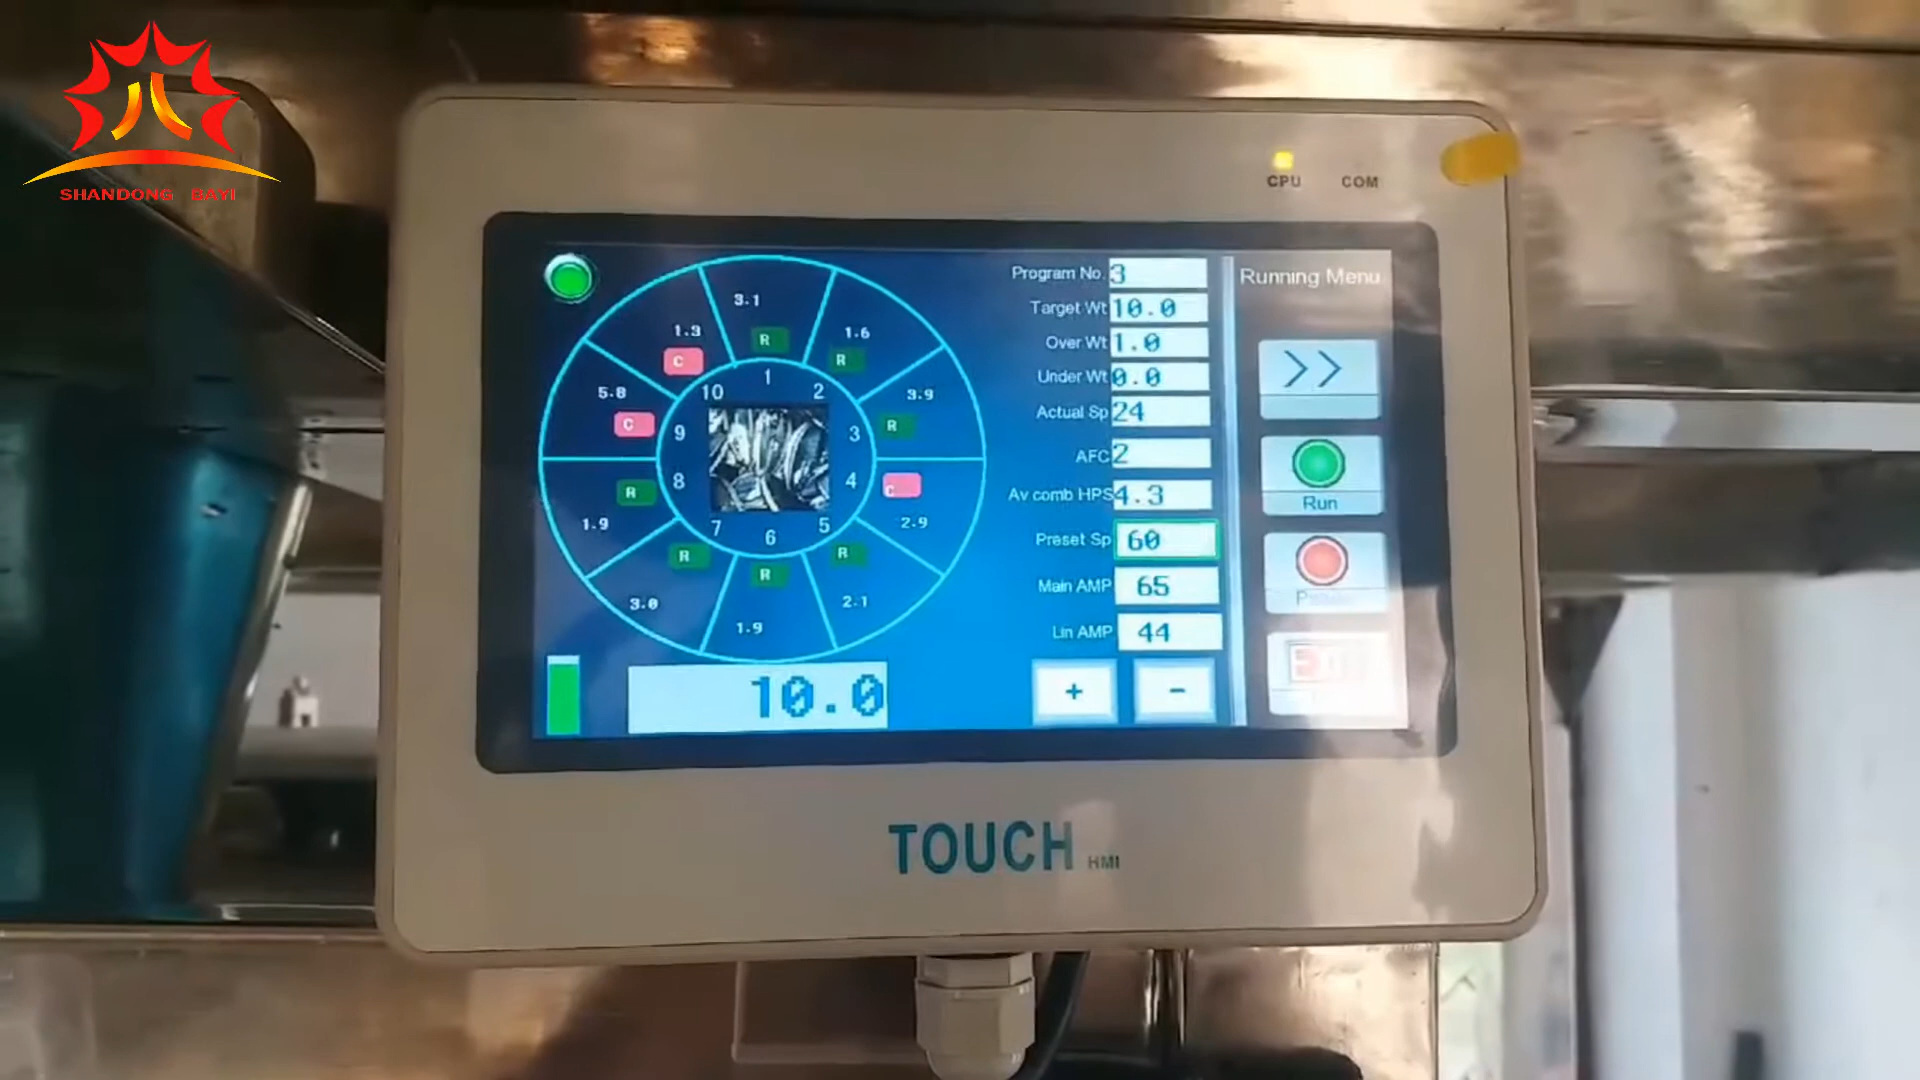 SHANDONG BAYI
CPU COM
Running Menu
Program No. 3
Target Wt 10.0
Over Wt 1.0
Under Wt 0.0
Actual Sp 24
AFC 2
Av comb HPS 4.3
Preset Sp 60
Main AMP 65
Lin AMP 44
+ -
>>
Run
3.1
R
1
1.6
R
2
3.9
R
3
C
2.9
4
R
2.1
5
R
1.9
6
R
3.0
7
R
1.9
8
5.8
C
9
1.3
C
10
10.0
TOUCH HMI